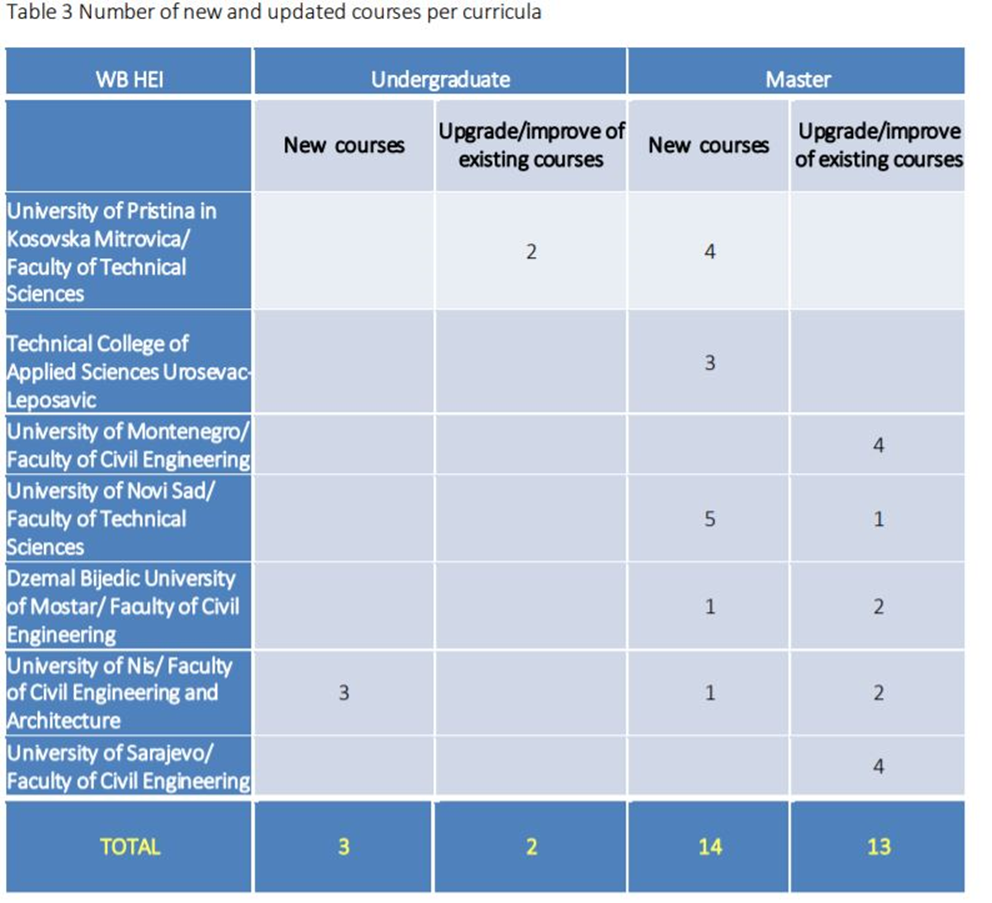 Table 3 Number of new and updated courses per curricula
WB HEI Undergraduate Master
New courses
Upgrade/improve of
existing courses
New courses
Upgrade/improve
of existing courses
University of Pristina in
Kosovska Mitrovica/
Faculty of Technical
Sciences
2 4
Technical College of
Applied Sciences Urosevac-
Leposavic
3
University of Montenegro/
Faculty of Civil Engineering
4
University of Novi Sad/
Faculty of Technical
Sciences
5 1
Dzemal Bijedic University
of Mostar/ Faculty of Civil
Engineering
1 2
University of Nis/ Faculty
of Civil Engineering and
Architecture
3 1 2
University of Sarajevo/
Faculty of Civil Engineering
4
TOTAL 3 2 14 13